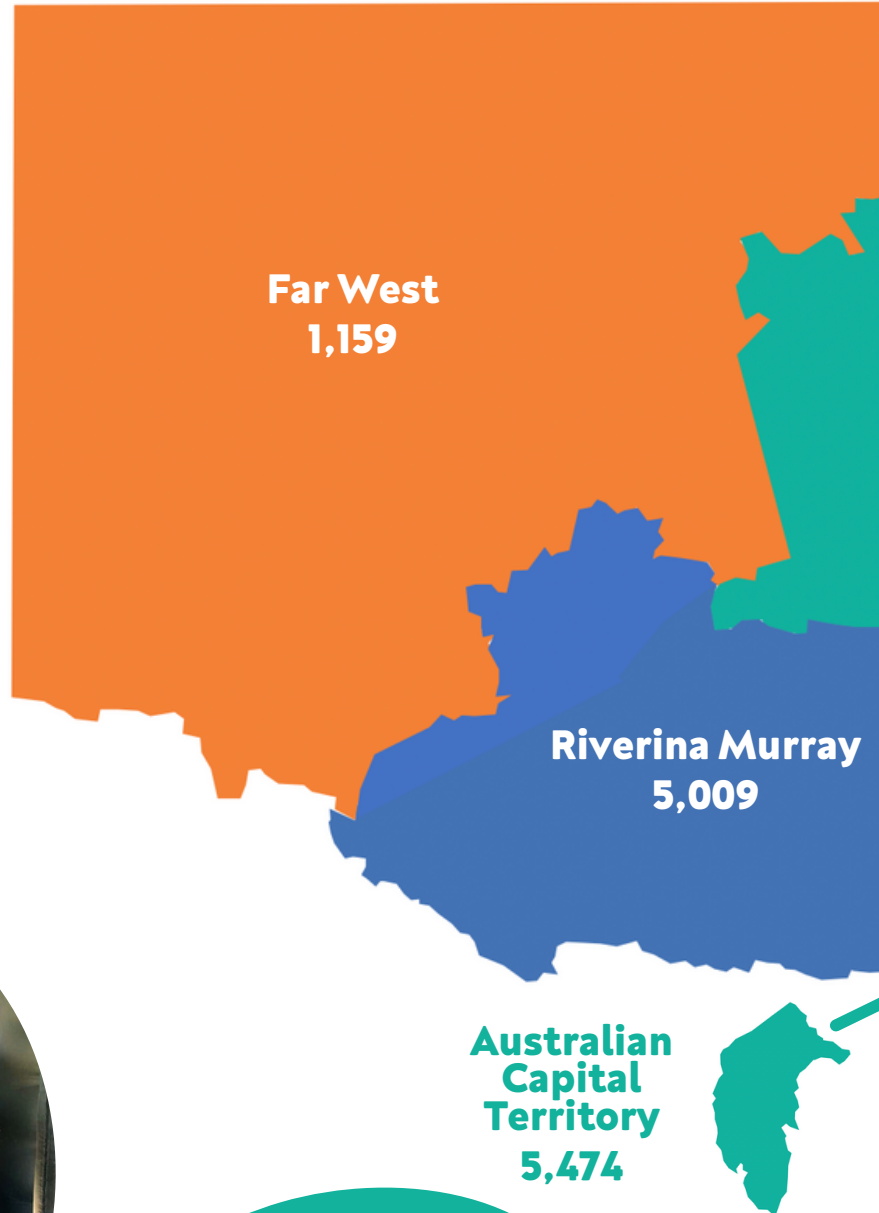 Far West
1,159
Riverina Murray
5,009
Australian
Capital
Territory
5,474